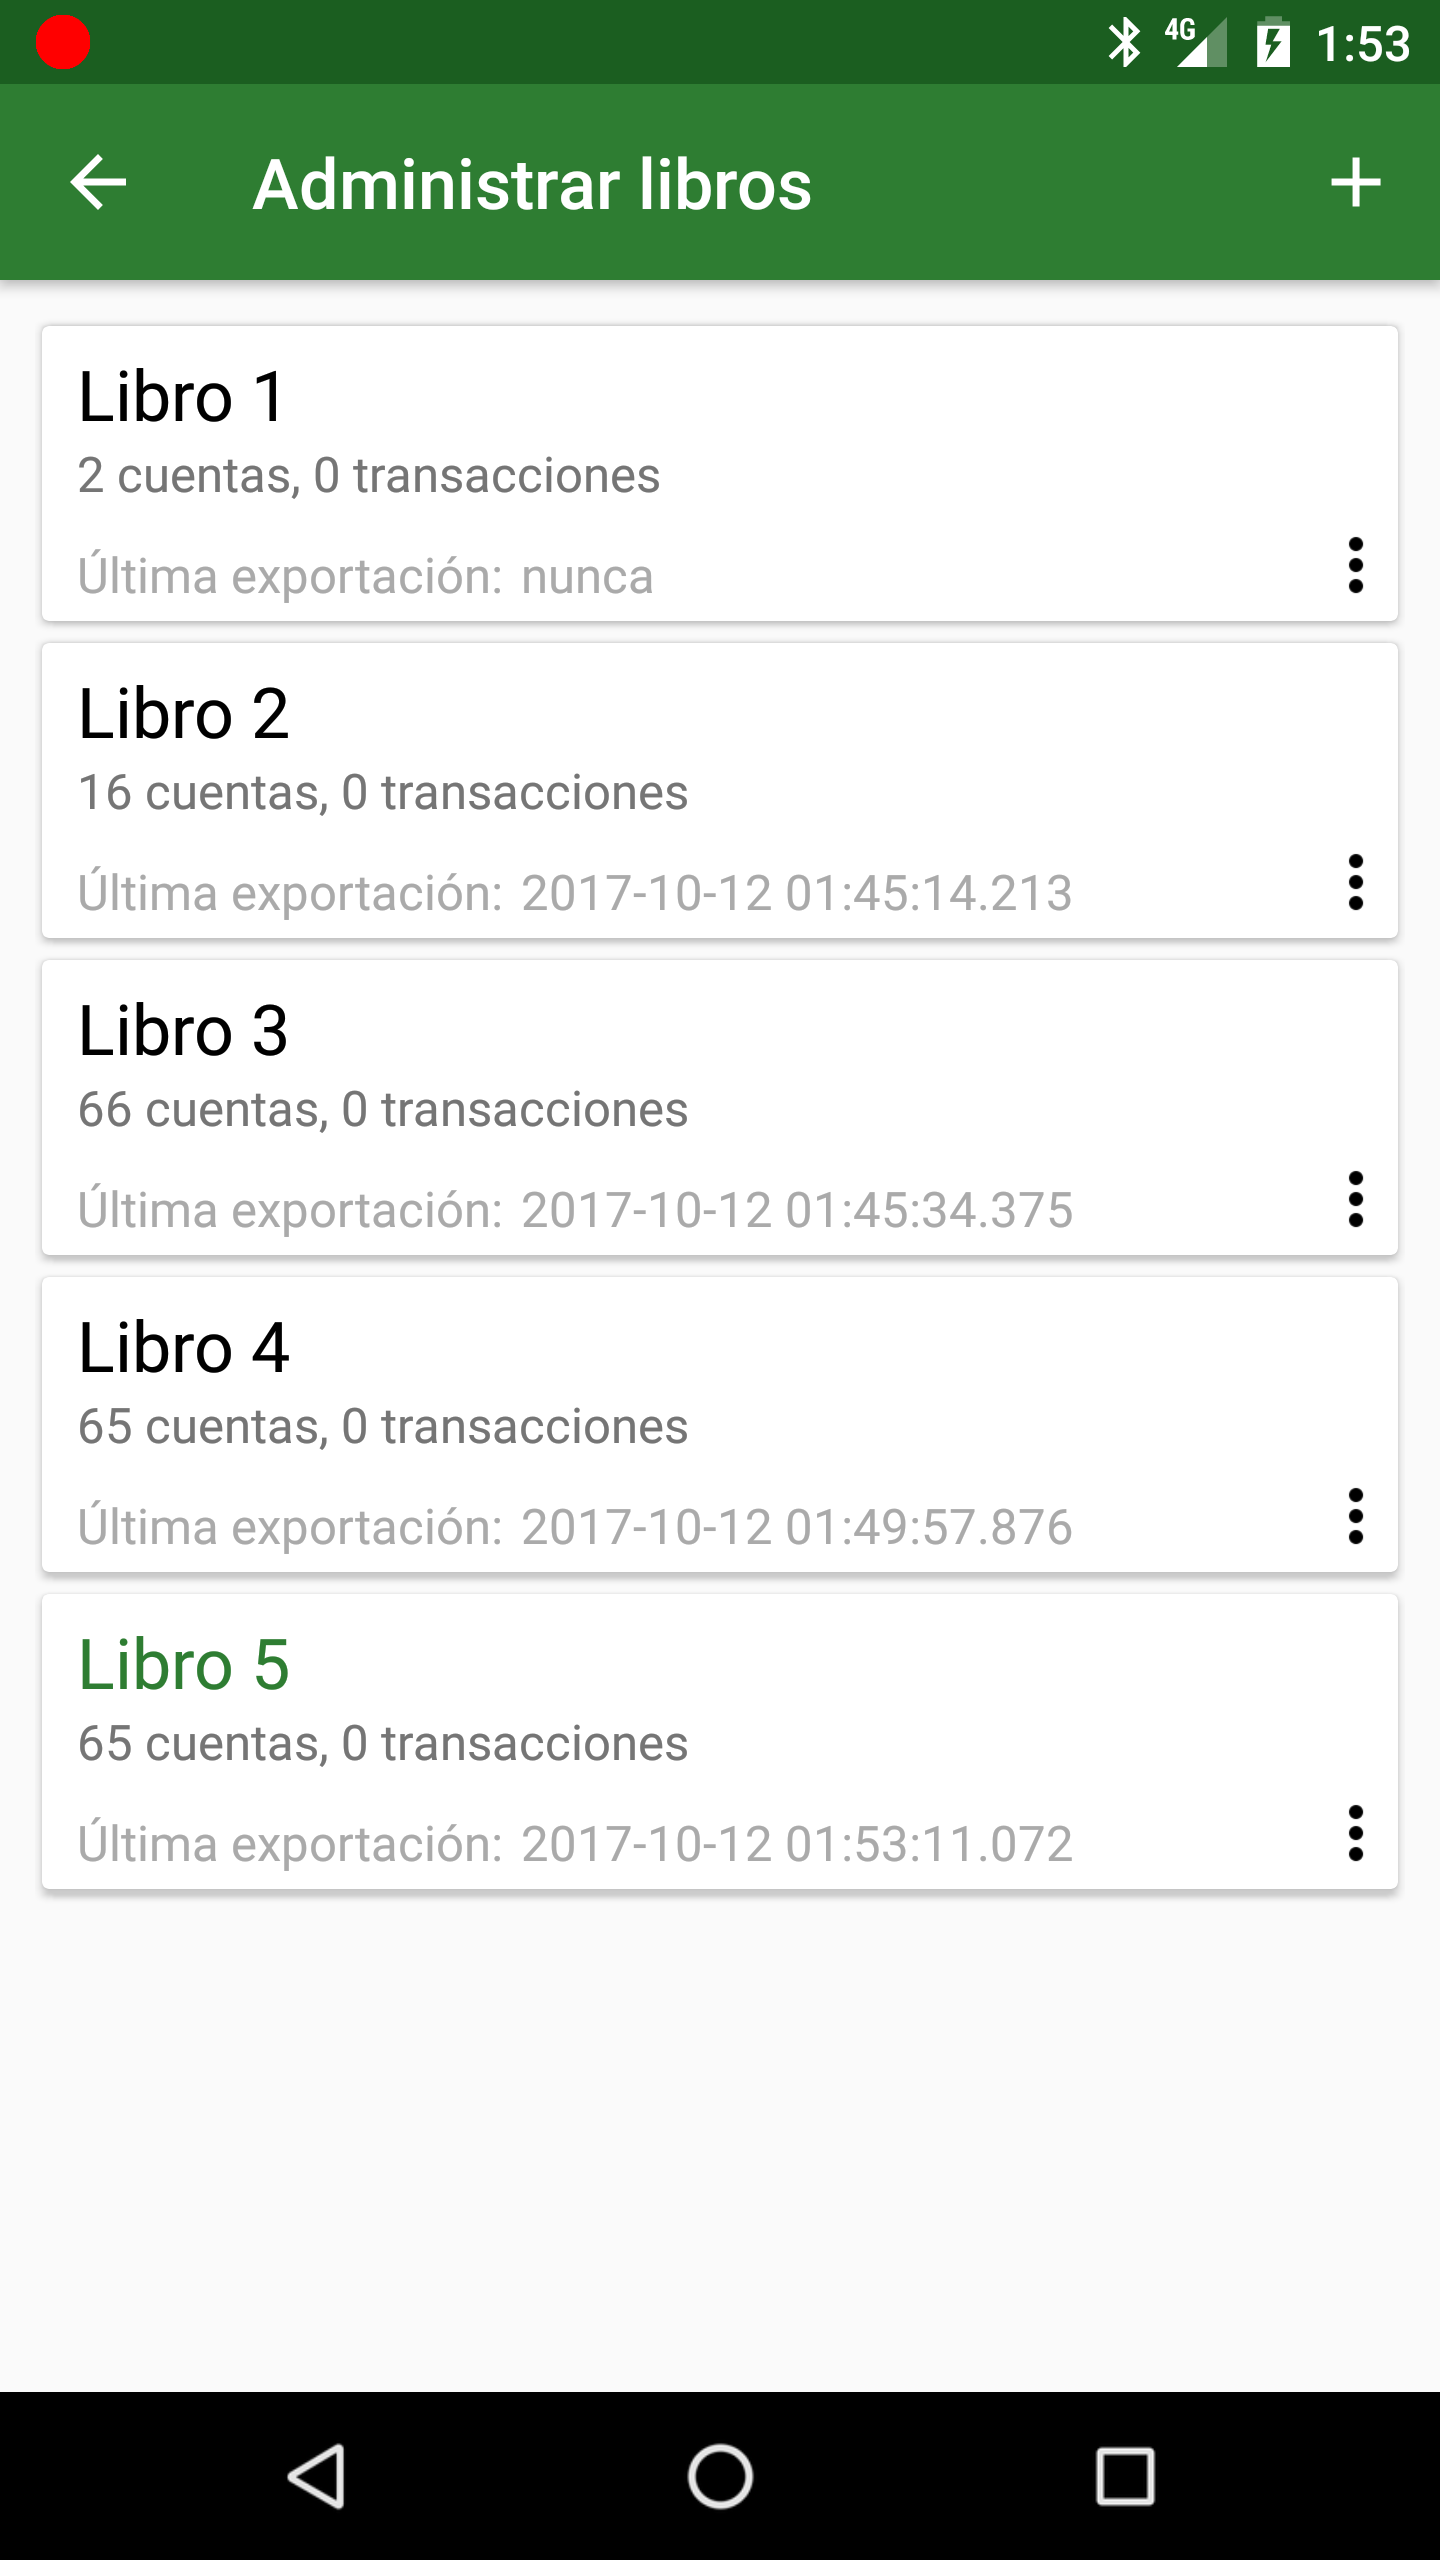 4G 1:53
Administrar libros
Libro 1
2 cuentas, 0 transacciones
Última exportación: nunca
Libro 2
16 cuentas, 0 transacciones
Última exportación: 2017-10-12 01:45:14.213
Libro 3
66 cuentas, 0 transacciones
Última exportación: 2017-10-12 01:45:34.375
Libro 4
65 cuentas, 0 transacciones
Última exportación: 2017-10-12 01:49:57.876
Libro 5
65 cuentas, 0 transacciones
Última exportación: 2017-10-12 01:53:11.072